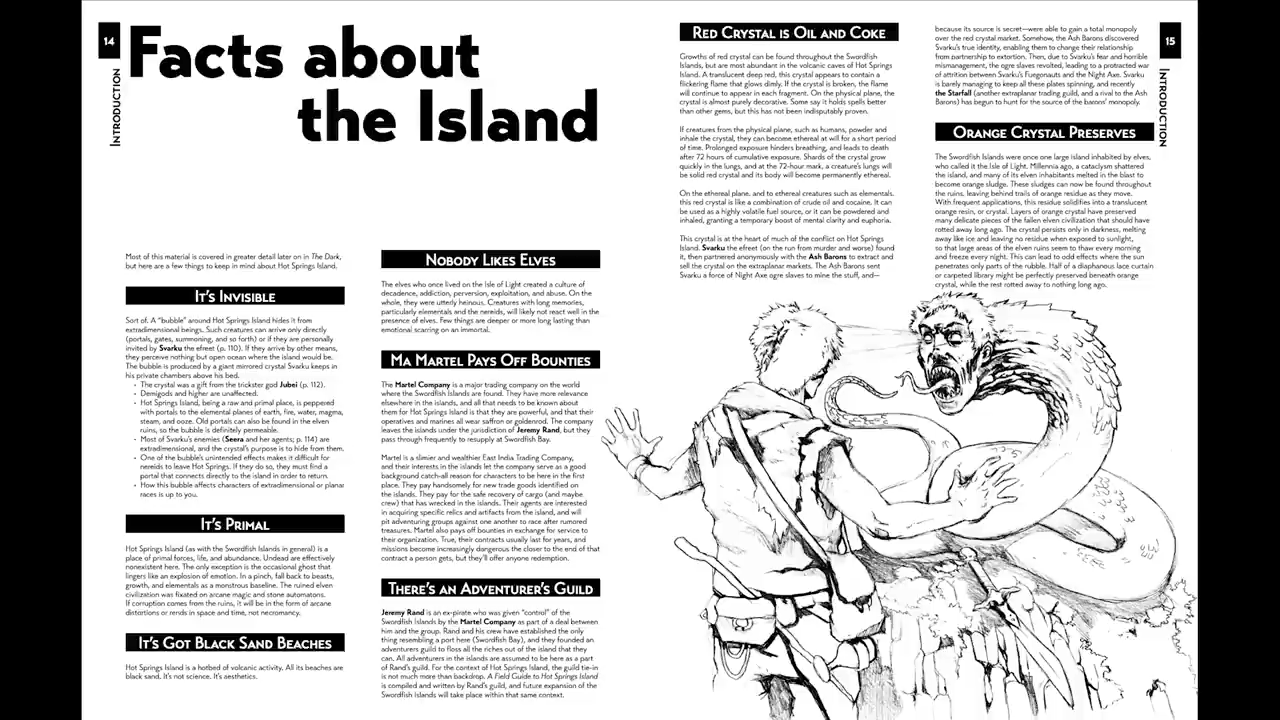 14
INTRODUCTION
Facts about
the Island
Most of this material is covered in greater detail later on in The Dark,
but here are a few things to keep in mind about Hot Springs Island.
IT'S INVISIBLE
Sort of. A "bubble" around Hot Springs Island hides it from
extradimensional beings. Such creatures can arrive only directly
(portals, gates, summoning, and so forth) or if they are personally
invited by Svarku the efreet (p. 110). If they arrive by other means,
they perceive nothing but open ocean where the island would be.
The bubble is produced by a giant mirrored crystal Svarku keeps in
his private chambers above his bed.
• The crystal was a gift from the trickster god Jubei (p. 112).
• Demigods and higher are unaffected.
• Hot Springs Island, being a raw and primal place, is peppered
with portals to the elemental planes of earth, fire, water, magma,
steam, and ooze. Old portals can also be found in the elven
ruins, so the bubble is definitely permeable.
• Most of Svarku's enemies (Seera and her agents; p. 114) are
extradimensional, and the crystal's purpose is to hide from them.
• One of the bubble's unintended effects makes it difficult for
nereids to leave Hot Springs. If they do so, they must find a
portal that connects directly to the island in order to return.
• How this bubble affects characters of extradimensional or planar
races is up to you.
IT'S PRIMAL
Hot Springs Island (as with the Swordfish Islands in general) is a
place of primal forces, life, and abundance. Undead are effectively
nonexistent here. The only exception is the occasional ghost that
lingers like an explosion of emotion. In a pinch, fall back to beasts,
growth, and elementals as a monstrous baseline. The ruined elven
civilization was fixated on arcane magic and stone automatons.
If corruption comes from the ruins, it will be in the form of arcane
distortions or rends in space and time, not necromancy.
IT'S GOT BLACK SAND BEACHES
Hot Springs Island is a hotbed of volcanic activity. All its beaches are
black sand. It's not science. It's aesthetics.
NOBODY LIKES ELVES
The elves who once lived on the Isle of Light created a culture of
decadence, addiction, perversion, exploitation, and abuse. On the
whole, they were utterly heinous. Creatures with long memories,
particularly elementals and the nereids, will likely not react well in the
presence of elves. Few things are deeper or more long lasting than
emotional scarring on an immortal.
MA MARTEL PAYS OFF BOUNTIES
The Martel Company is a major trading company on the world
where the Swordfish Islands are found. They have more relevance
elsewhere in the islands, and all that needs to be known about
them for Hot Springs Island is that they are powerful, and that their
operatives and marines all wear saffron or goldenrod. The company
leaves the islands under the jurisdiction of Jeremy Rand, but they
pass through frequently to resupply at Swordfish Bay.
Martel is a slimier and wealthier East India Trading Company,
and their interests in the islands let the company serve as a good
background catch-all reason for characters to be here in the first
place. They pay handsomely for new trade goods identified on
the islands. They pay for the safe recovery of cargo (and maybe
crew) that has wrecked in the islands. Their agents are interested
in acquiring specific relics and artifacts from the island, and will
pit adventuring groups against one another to race after rumored
treasures. Martel also pays off bounties in exchange for service to
their organization. True, their contracts usually last for years, and
missions become increasingly dangerous the closer to the end of that
contract a person gets, but they'll offer anyone redemption.
THERE'S AN ADVENTURER'S GUILD
Jeremy Rand is an ex-pirate who was given "control" of the
Swordfish Islands by the Martel Company as part of a deal between
him and the group. Rand and his crew have established the only
thing resembling a port here (Swordfish Bay), and they founded an
adventurers guild to floss all the riches out of the island that they
can. All adventurers in the islands are assumed to be here as a part
of Rand's guild. For the context of Hot Springs Island, the guild tie-in
is not much more than backdrop. A Field Guide to Hot Springs Island
is compiled and written by Rand's guild, and future expansion of the
Swordfish Islands will take place within that same context.
RED CRYSTAL IS OIL AND COKE
Growths of red crystal can be found throughout the Swordfish
Islands, but are most abundant in the volcanic caves of Hot Springs
Island. A translucent deep red, this crystal appears to contain a
flickering flame that glows dimly. If the crystal is broken, the flame
will continue to appear in each fragment. On the physical plane, the
crystal is almost purely decorative. Some say it holds spells better
than other gems, but this has not been indisputably proven.
If creatures from the physical plane, such as humans, powder and
inhale the crystal, they can become ethereal at will for a short period
of time. Prolonged exposure hinders breathing, and leads to death
after 72 hours of cumulative exposure. Shards of the crystal grow
quickly in the lungs, and at the 72-hour mark, a creature's lungs will
be solid red crystal and its body will become permanently ethereal.
On the ethereal plane, and to ethereal creatures such as elementals,
this red crystal is like a combination of crude oil and cocaine. It can
be used as a highly volatile fuel source, or it can be powdered and
inhaled, granting a temporary boost of mental clarity and euphoria.
This crystal is at the heart of much of the conflict on Hot Springs
Island. Svarku the efreet (on the run from murder and worse) found
it, then partnered anonymously with the Ash Barons to extract and
sell the crystal on the extraplanar markets. The Ash Barons sent
Svarku a force of Night Axe ogre slaves to mine the stuff, and—
because its source is secret—were able to gain a total monopoly
over the red crystal market. Somehow, the Ash Barons discovered
Svarku's true identity, enabling them to change their relationship
from partnership to extortion. Then, due to Svarku's fear and horrible
mismanagement, the ogre slaves revolted, leading to a protracted war
of attrition between Svarku's Fuegonauts and the Night Axe. Svarku
is barely managing to keep all these plates spinning, and recently
the Starfall (another extraplanar trading guild, and a rival to the Ash
Barons) has begun to hunt for the source of the barons' monopoly.
ORANGE CRYSTAL PRESERVES
The Swordfish Islands were once one large island inhabited by elves,
who called it the Isle of Light. Millennia ago, a cataclysm shattered
the island, and many of its elven inhabitants melted in the blast to
become orange sludge. These sludges can now be found throughout
the ruins, leaving behind trails of orange residue as they move.
With frequent applications, this residue solidifies into a translucent
orange resin, or crystal. Layers of orange crystal have preserved
many delicate pieces of the fallen elven civilization that should have
rotted away long ago. The crystal persists only in darkness, melting
away like ice and leaving no residue when exposed to sunlight,
so that large areas of the elven ruins seem to thaw every morning
and freeze every night. This can lead to odd effects where the sun
penetrates only parts of the rubble. Half of a diaphanous lace curtain
or carpeted library might be perfectly preserved beneath orange
crystal, while the rest rotted away to nothing long ago.
15
INTRODUCTION